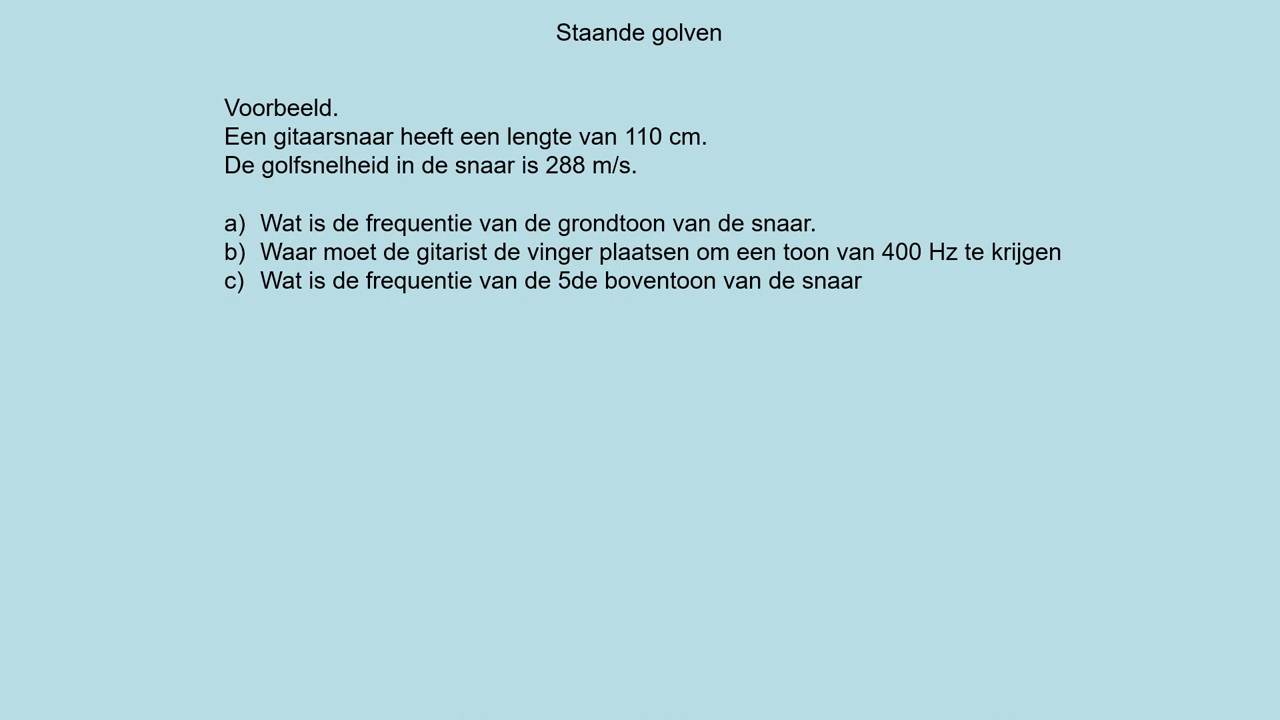 Staande golven
Voorbeeld.
Een gitaarsnaar heeft een lengte van 110 cm.
De golfsnelheid in de snaar is 288 m/s.
a) Wat is de frequentie van de grondtoon van de snaar.
b) Waar moet de gitarist de vinger plaatsen om een toon van 400 Hz te krijgen
c) Wat is de frequentie van de 5de boventoon van de snaar